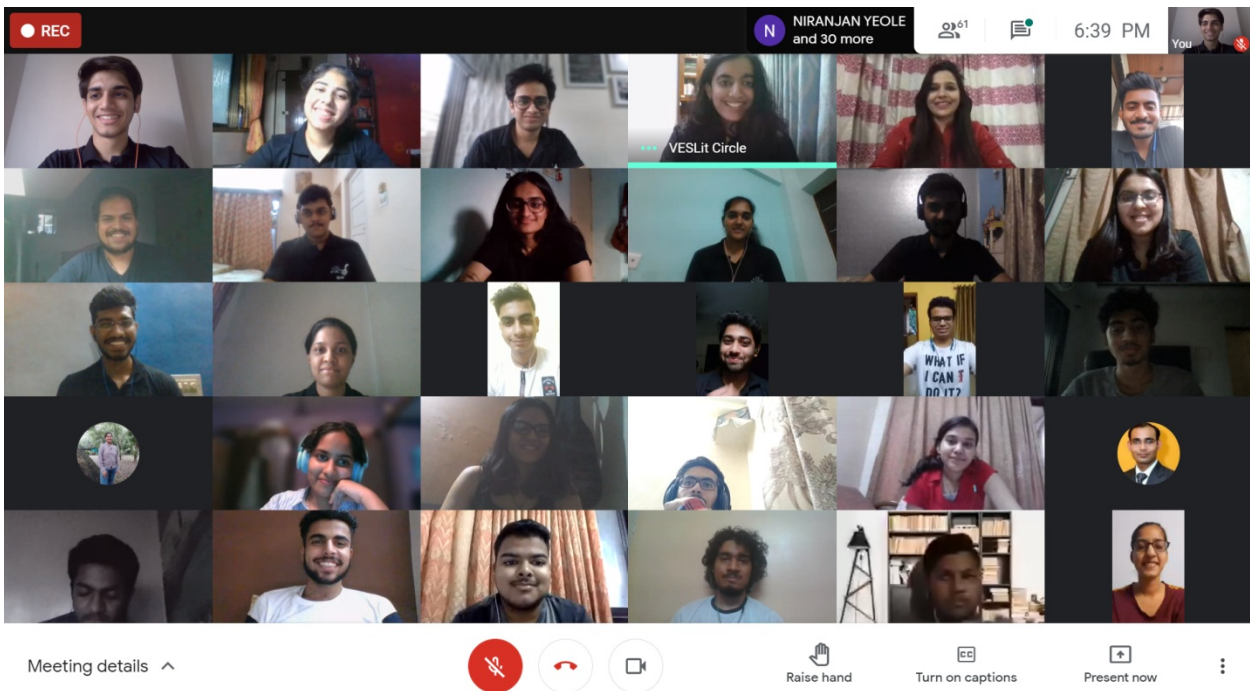 REC
N
NIRANJAN YEOLE
and 30 more
61
6:39 PM
You
VESLit Circle
WHAT IF
I CAN'T
DO IT?
Meeting details
Raise hand
CC
Turn on captions
Present now